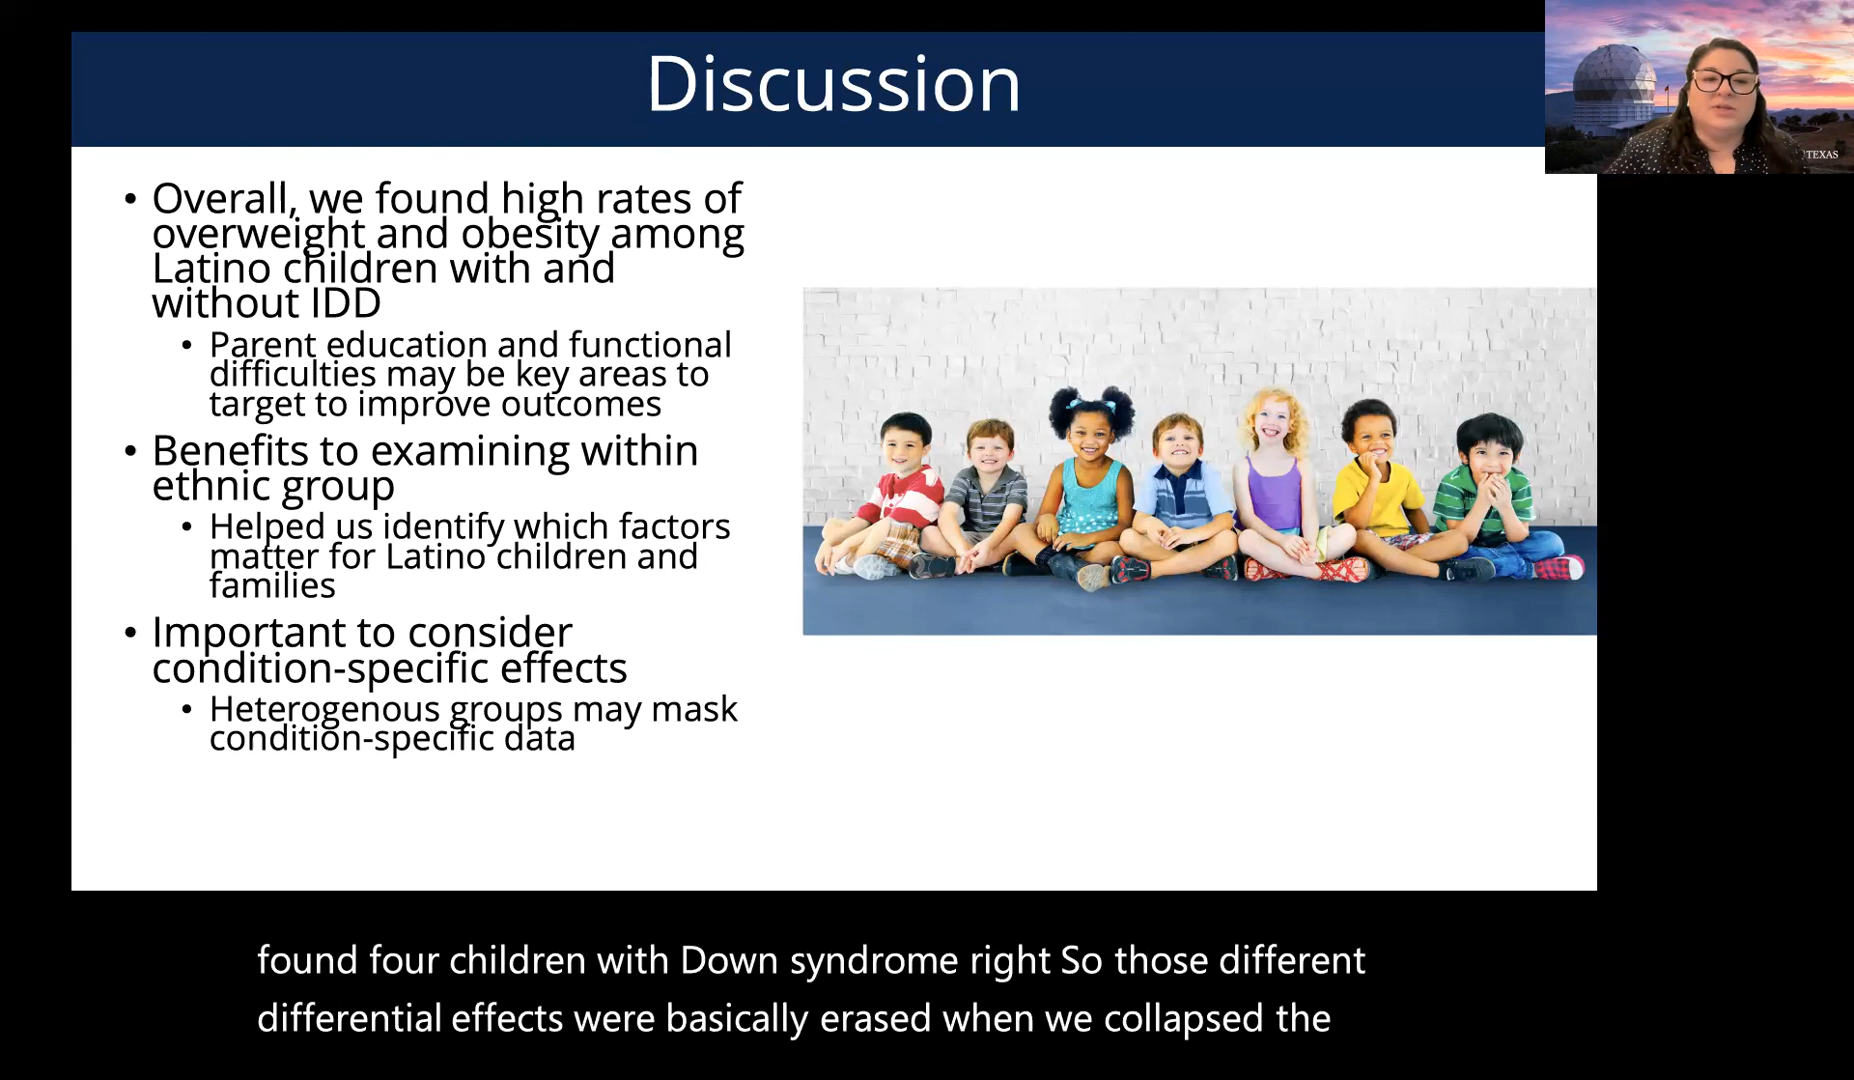 Discussion
TEXAS
• Overall, we found high rates of
overweight and obesity among
Latino children with and
without IDD
• Parent education and functional
difficulties may be key areas to
target to improve outcomes
• Benefits to examining within
ethnic group
• Helped us identify which factors
matter for Latino children and
families
• Important to consider
condition-specific effects
• Heterogenous groups may mask
condition-specific data
found four children with Down syndrome right So those different
differential effects were basically erased when we collapsed the